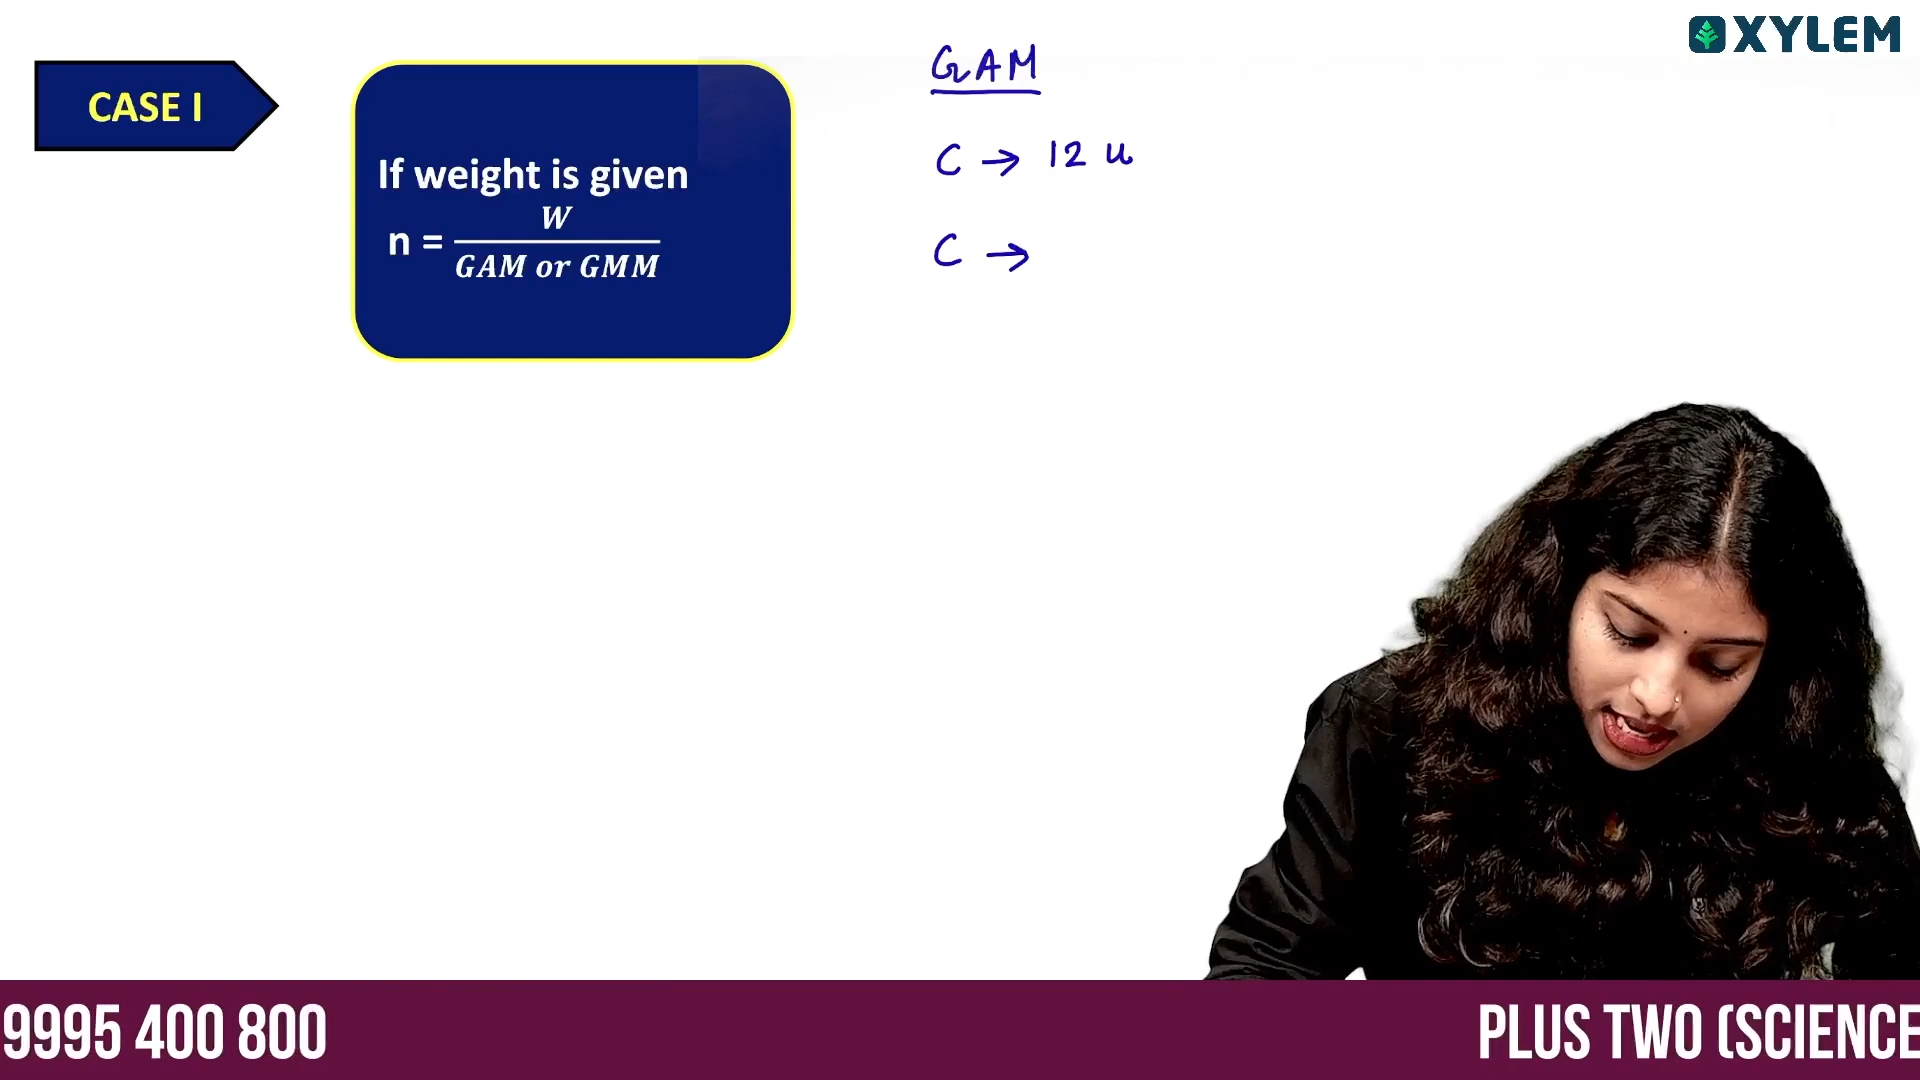 XYLEM
CASE I
If weight is given
n = W / GAM or GMM
GAM
C → 12 u
C →
9995 400 800
PLUS TWO (SCIENCE